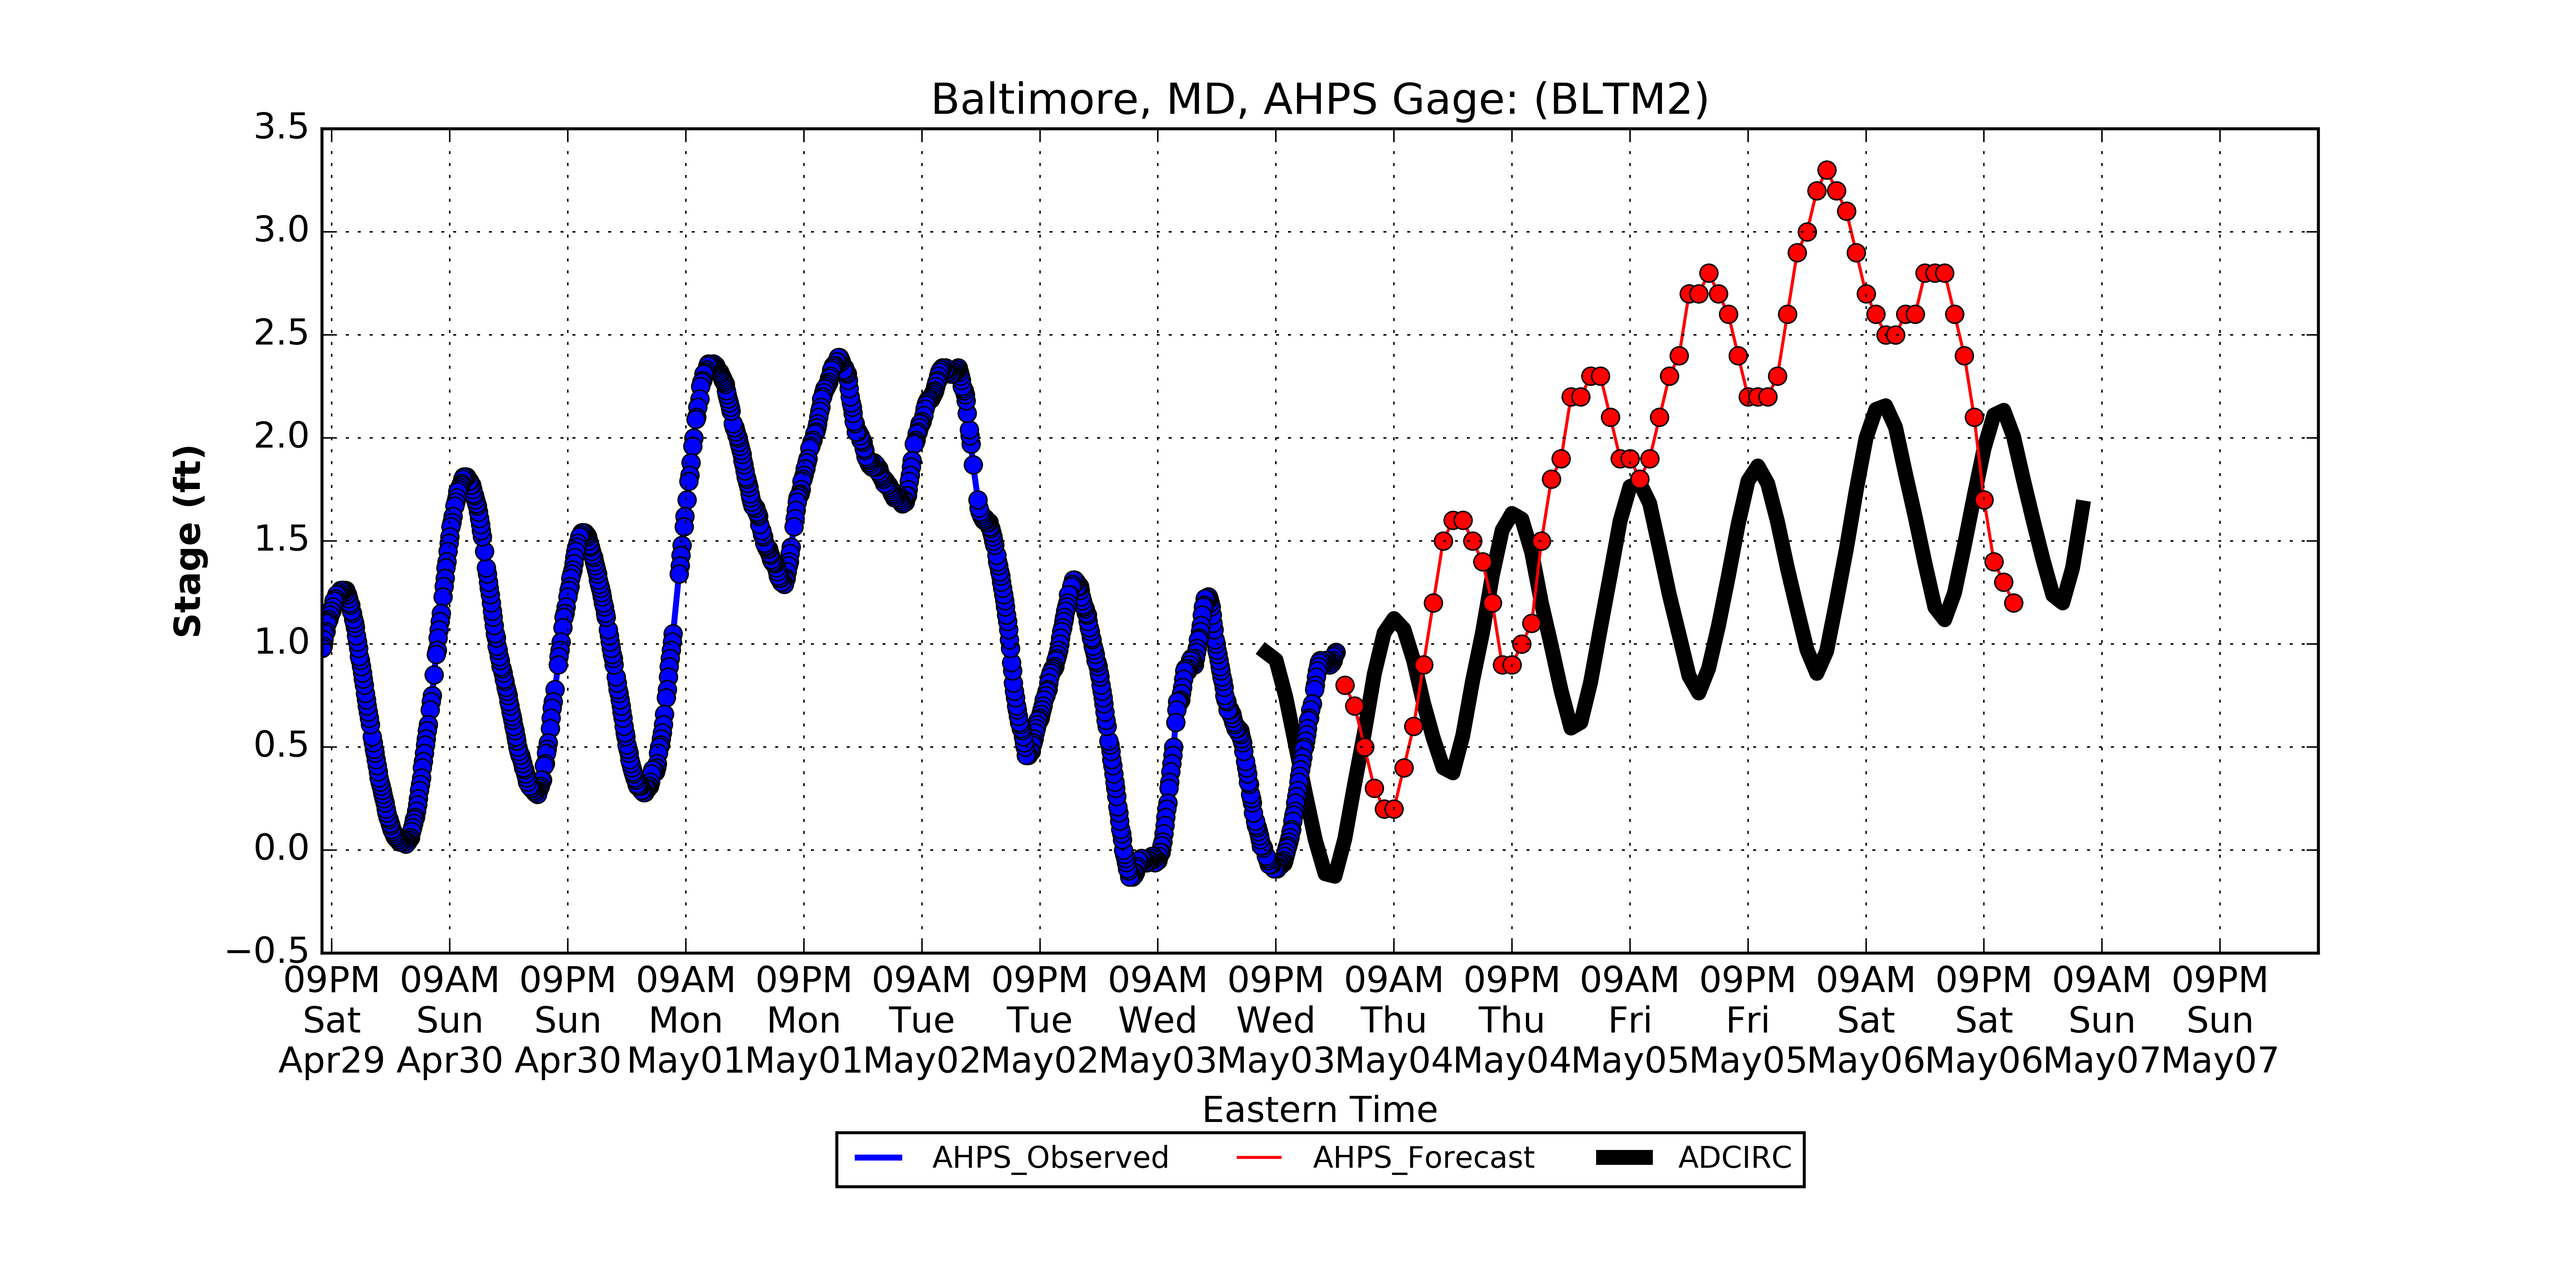 Baltimore, MD, AHPS Gage: (BLTM2)
3.5
3.0
2.5
2.0
1.5
1.0
0.5
0.0
−0.5
Stage (ft)
09PM 09AM 09PM 09AM 09PM 09AM 09PM 09AM 09PM 09AM 09PM 09AM 09PM 09AM 09PM 09AM 09PM
Sat Sun Sun Mon Mon Tue Tue Wed Wed Thu Thu Fri Fri Sat Sat Sun Sun
Apr29 Apr30 Apr30 May01 May01 May02 May02 May03 May03 May04 May04 May05 May05 May06 May06 May07 May07
Eastern Time
AHPS_Observed AHPS_Forecast ADCIRC